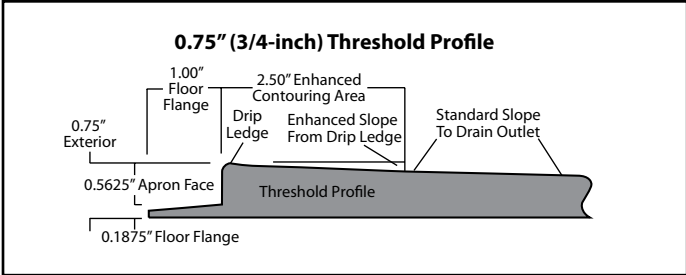 0.75” (3/4-inch) Threshold Profile
1.00”
Floor
Flange
2.50” Enhanced
Contouring Area
0.75”
Exterior
Drip
Ledge
Enhanced Slope
From Drip Ledge
Standard Slope
To Drain Outlet
0.5625” Apron Face
Threshold Profile
0.1875” Floor Flange